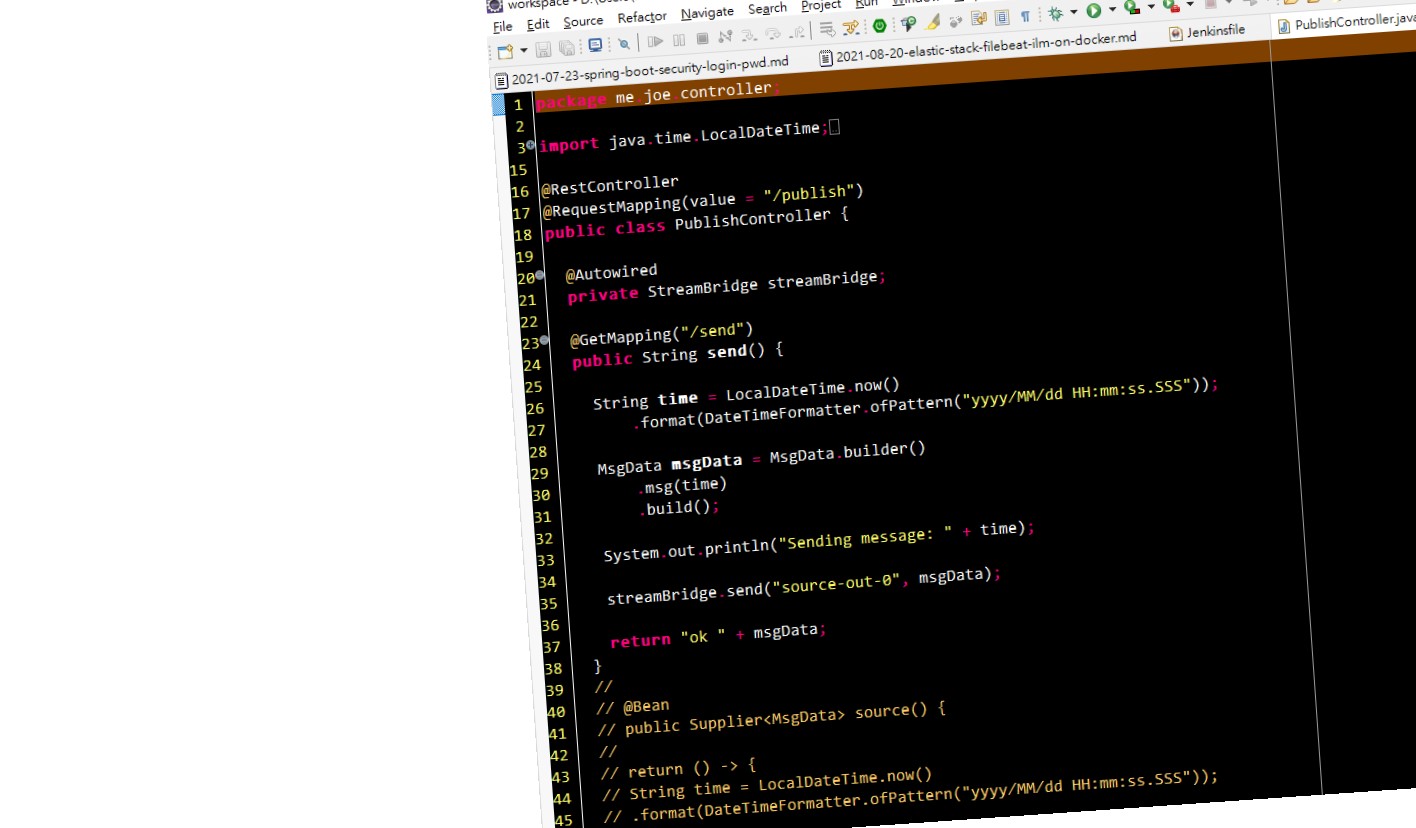 workspace - D:\Users\
File Edit Source Refactor Navigate Search Project Run Window
2021-07-23-spring-boot-security-login-pwd.md 2021-08-20-elastic-stack-filebeat-ilm-on-docker.md Jenkinsfile PublishController.java
1 package me.joe.controller;
2
3 import java.time.LocalDateTime;
15
16 @RestController
17 @RequestMapping(value = "/publish")
18 public class PublishController {
19
20 @Autowired
21 private StreamBridge streamBridge;
22
23 @GetMapping("/send")
24 public String send() {
25
26 String time = LocalDateTime.now()
27 .format(DateTimeFormatter.ofPattern("yyyy/MM/dd HH:mm:ss.SSS"));
28
29 MsgData msgData = MsgData.builder()
30 .msg(time)
31 .build();
32
33 System.out.println("Sending message: " + time);
34
35 streamBridge.send("source-out-0", msgData);
36
37 return "ok " + msgData;
38 }
39 //
40 // @Bean
41 // public Supplier<MsgData> source() {
42 //
43 // return () -> {
44 // String time = LocalDateTime.now()
45 // .format(DateTimeFormatter.ofPattern("yyyy/MM/dd HH:mm:ss.SSS"));